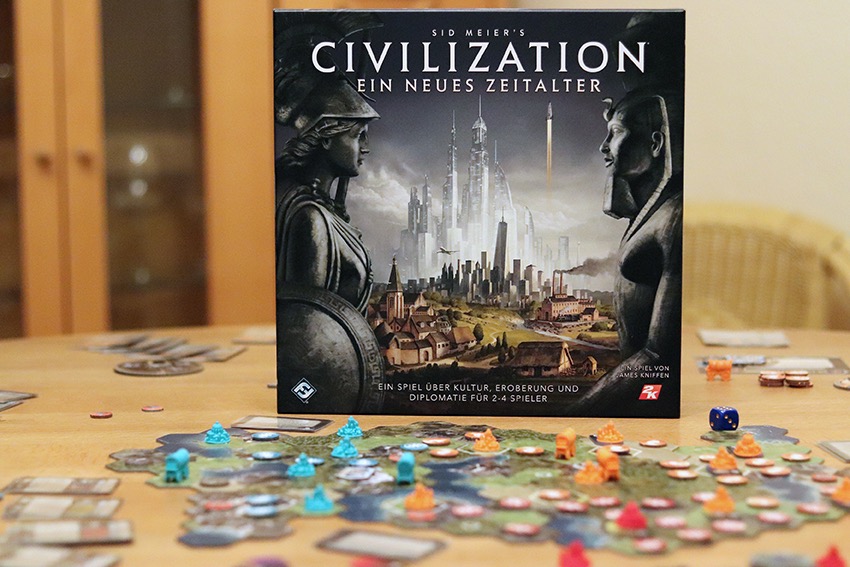 SID MEIER'S
CIVILIZATION
EIN NEUES ZEITALTER
EIN SPIEL VON
JAMES KNIFFEN
EIN SPIEL ÜBER KULTUR, EROBERUNG UND
DIPLOMATIE FÜR 2-4 SPIELER
2K